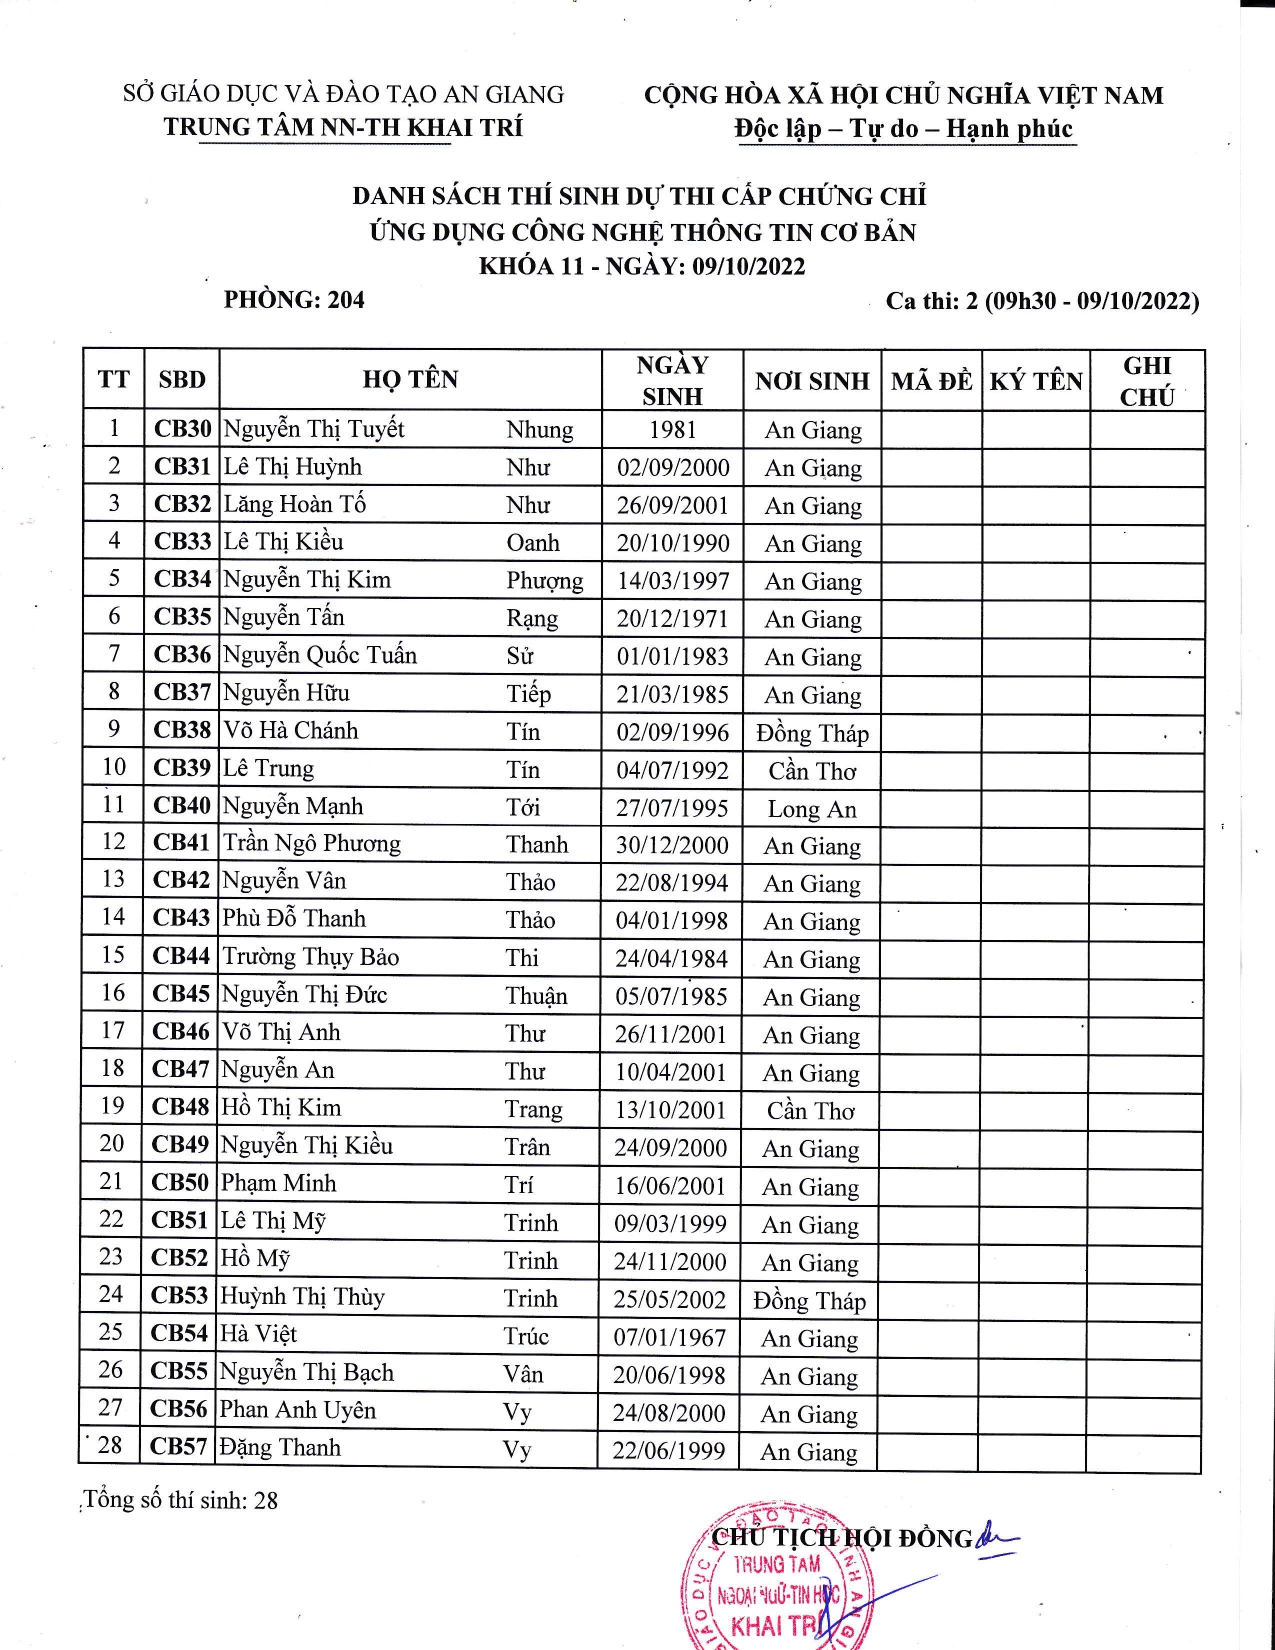 SỞ GIÁO DỤC VÀ ĐÀO TẠO AN GIANG CỘNG HÒA XÃ HỘI CHỦ NGHĨA VIỆT NAM
TRUNG TÂM NN-TH KHAI TRÍ Độc lập – Tự do – Hạnh phúc
DANH SÁCH THÍ SINH DỰ THI CẤP CHỨNG CHỈ
ỨNG DỤNG CÔNG NGHỆ THÔNG TIN CƠ BẢN
KHÓA 11 - NGÀY: 09/10/2022
PHÒNG: 204 Ca thi: 2 (09h30 - 09/10/2022)
TT SBD HỌ TÊN NGÀY SINH NƠI SINH MÃ ĐỀ KÝ TÊN GHI CHÚ
1 CB30 Nguyễn Thị Tuyết Nhung 1981 An Giang
2 CB31 Lê Thị Huỳnh Như 02/09/2000 An Giang
3 CB32 Lăng Hoàn Tố Như 26/09/2001 An Giang
4 CB33 Lê Thị Kiều Oanh 20/10/1990 An Giang
5 CB34 Nguyễn Thị Kim Phượng 14/03/1997 An Giang
6 CB35 Nguyễn Tấn Rạng 20/12/1971 An Giang
7 CB36 Nguyễn Quốc Tuấn Sử 01/01/1983 An Giang
8 CB37 Nguyễn Hữu Tiếp 21/03/1985 An Giang
9 CB38 Võ Hà Chánh Tín 02/09/1996 Đồng Tháp
10 CB39 Lê Trung Tín 04/07/1992 Cần Thơ
11 CB40 Nguyễn Mạnh Tới 27/07/1995 Long An
12 CB41 Trần Ngô Phương Thanh 30/12/2000 An Giang
13 CB42 Nguyễn Vân Thảo 22/08/1994 An Giang
14 CB43 Phù Đỗ Thanh Thảo 04/01/1998 An Giang
15 CB44 Trường Thụy Bảo Thi 24/04/1984 An Giang
16 CB45 Nguyễn Thị Đức Thuận 05/07/1985 An Giang
17 CB46 Võ Thị Anh Thư 26/11/2001 An Giang
18 CB47 Nguyễn An Thư 10/04/2001 An Giang
19 CB48 Hồ Thị Kim Trang 13/10/2001 Cần Thơ
20 CB49 Nguyễn Thị Kiều Trân 24/09/2000 An Giang
21 CB50 Phạm Minh Trí 16/06/2001 An Giang
22 CB51 Lê Thị Mỹ Trinh 09/03/1999 An Giang
23 CB52 Hồ Mỹ Trinh 24/11/2000 An Giang
24 CB53 Huỳnh Thị Thùy Trinh 25/05/2002 Đồng Tháp
25 CB54 Hà Việt Trúc 07/01/1967 An Giang
26 CB55 Nguyễn Thị Bạch Vân 20/06/1998 An Giang
27 CB56 Phan Anh Uyên Vy 24/08/2000 An Giang
28 CB57 Đặng Thanh Vy 22/06/1999 An Giang
Tổng số thí sinh: 28
CHỦ TỊCH HỘI ĐỒNG
TRUNG TÂM
NGOẠI NGỮ-TIN HỌC
KHAI TRÍ